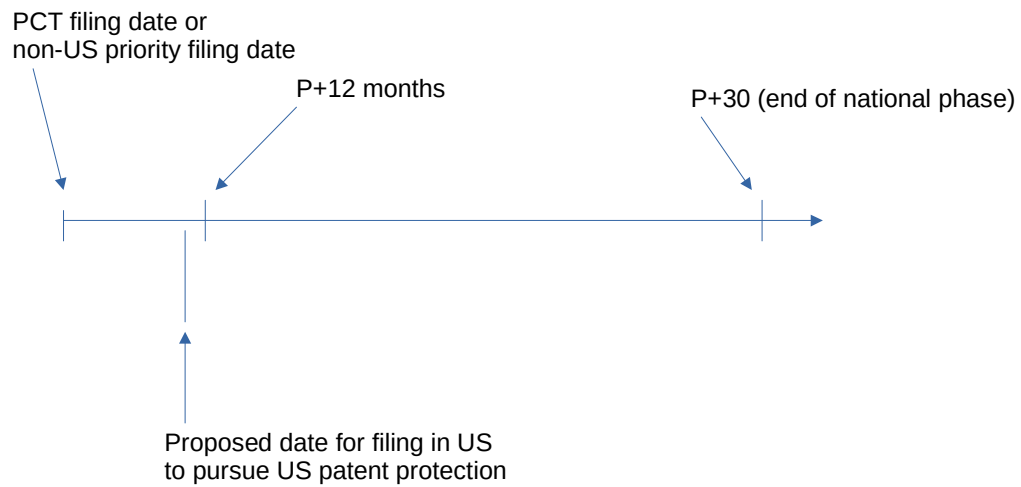 PCT filing date or
non-US priority filing date
P+12 months
P+30 (end of national phase)
Proposed date for filing in US
to pursue US patent protection